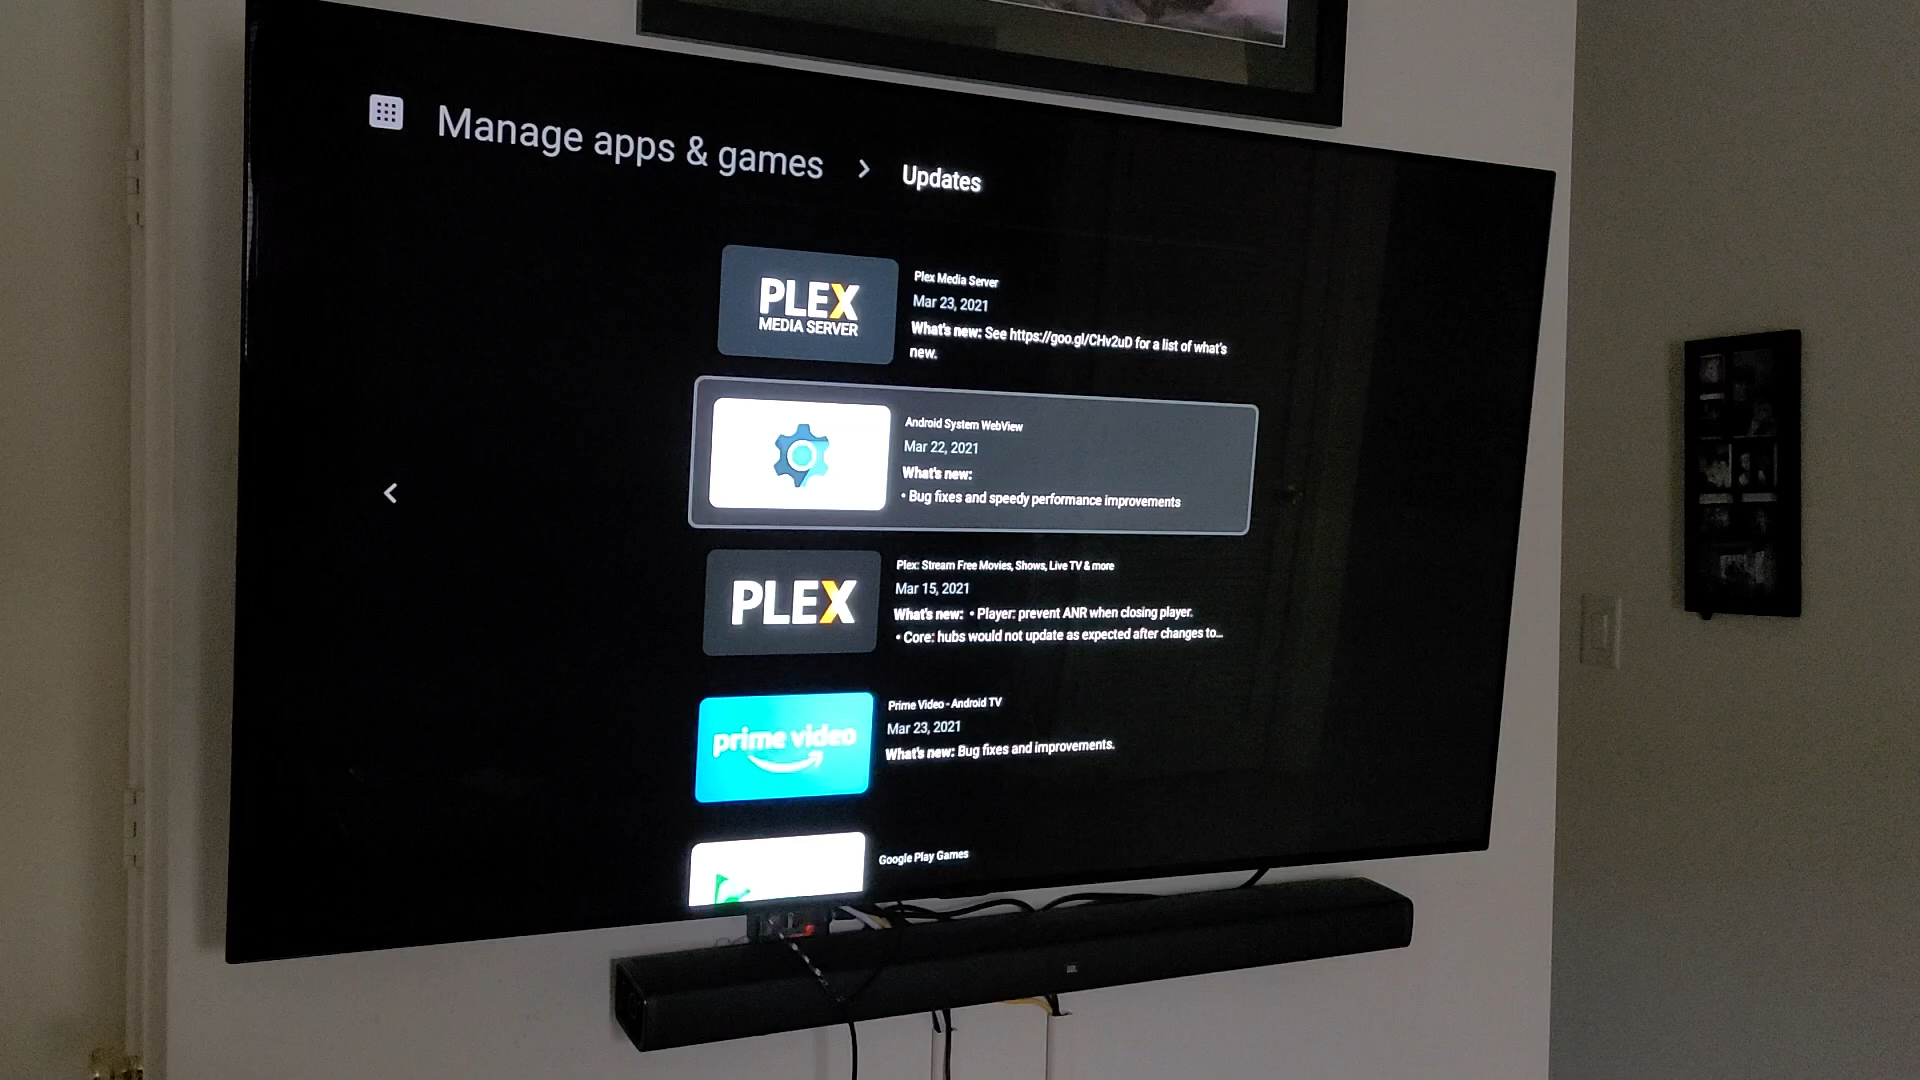 Manage apps & games > Updates
PLEX
MEDIA SERVER
Plex Media Server
Mar 23, 2021
What's new: See https://goo.gl/CHv2uD for a list of what's
new.
Android System WebView
Mar 22, 2021
What's new:
• Bug fixes and speedy performance improvements
PLEX
Plex: Stream Free Movies, Shows, Live TV & more
Mar 15, 2021
What's new: • Player: prevent ANR when closing player.
• Core: hubs would not update as expected after changes to...
prime video
Prime Video - Android TV
Mar 23, 2021
What's new: Bug fixes and improvements.
Google Play Games
JBL